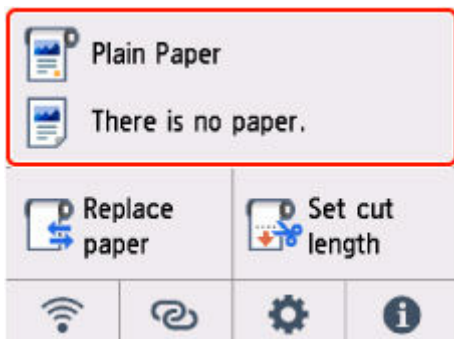 Plain Paper
There is no paper.
Replace
paper
Set cut
length